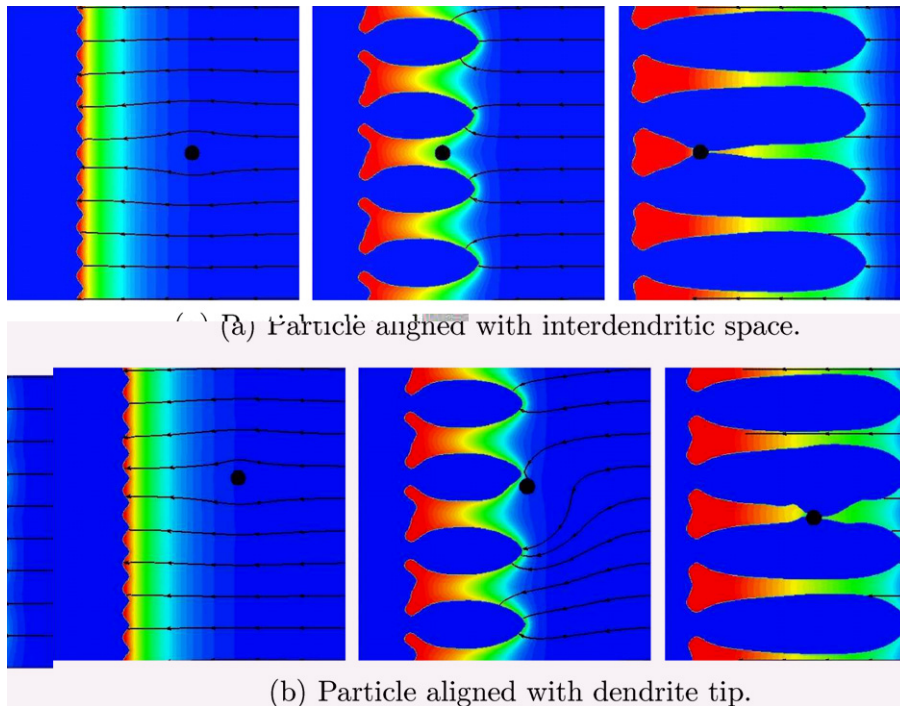 (a) Particle aligned with interdendritic space.
(b) Particle aligned with dendrite tip.